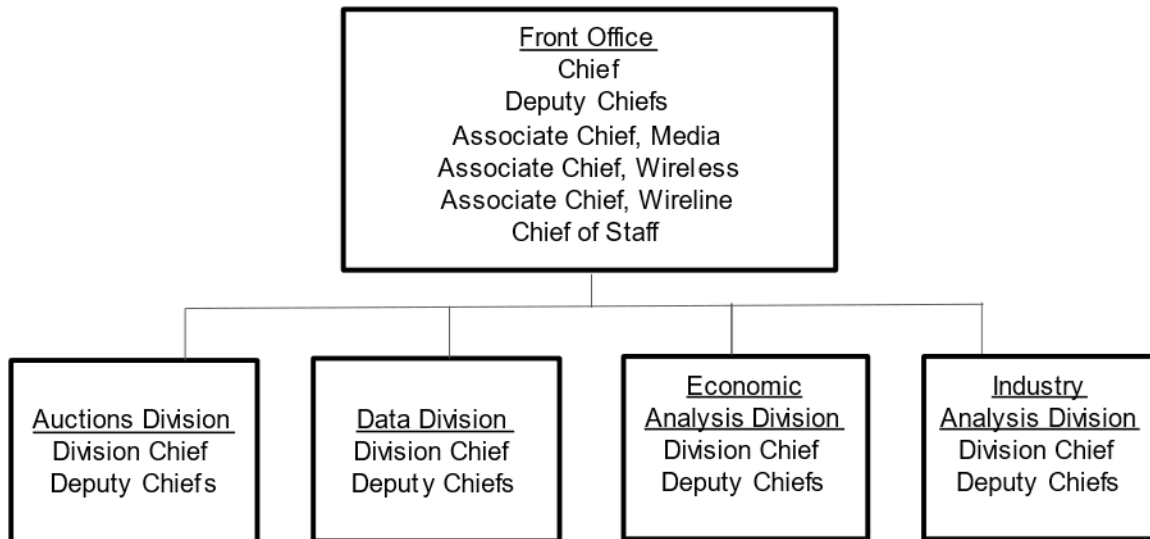 Front Office
Chief
Deputy Chiefs
Associate Chief, Media
Associate Chief, Wireless
Associate Chief, Wireline
Chief of Staff
Auctions Division
Division Chief
Deputy Chiefs
Data Division
Division Chief
Deputy Chiefs
Economic
Analysis Division
Division Chief
Deputy Chiefs
Industry
Analysis Division
Division Chief
Deputy Chiefs